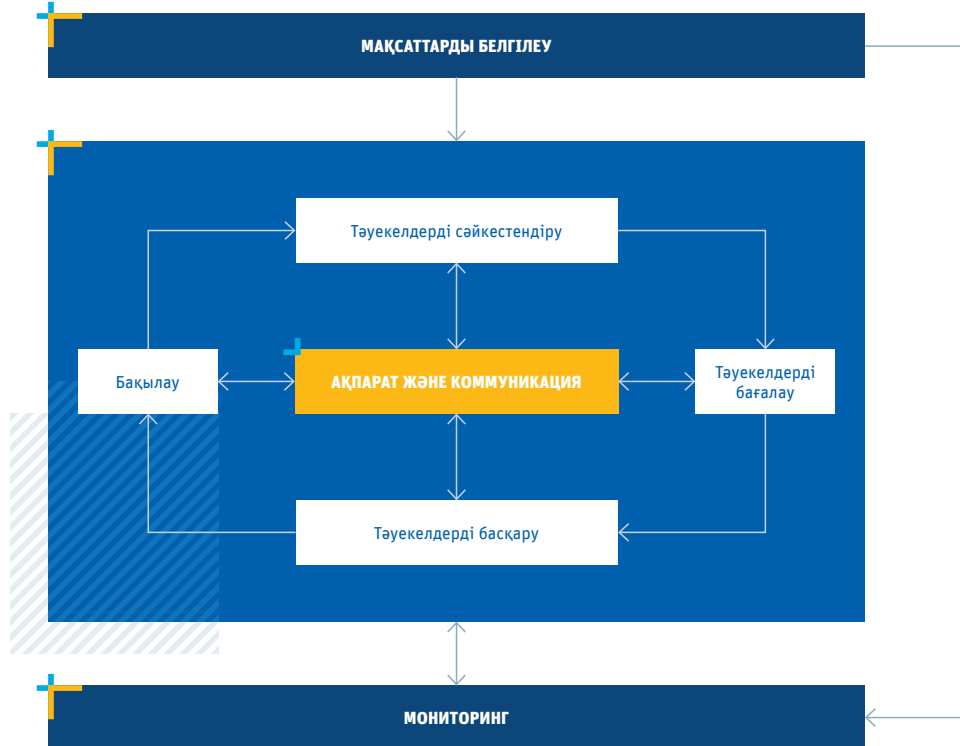 МАҚСАТТАРДЫ БЕЛГІЛЕУ
Тәуекелдерді сәйкестендіру
Бақылау
АҚПАРАТ ЖӘНЕ КОММУНИКАЦИЯ
Тәуекелдерді
бағалау
Тәуекелдерді басқару
МОНИТОРИНГ